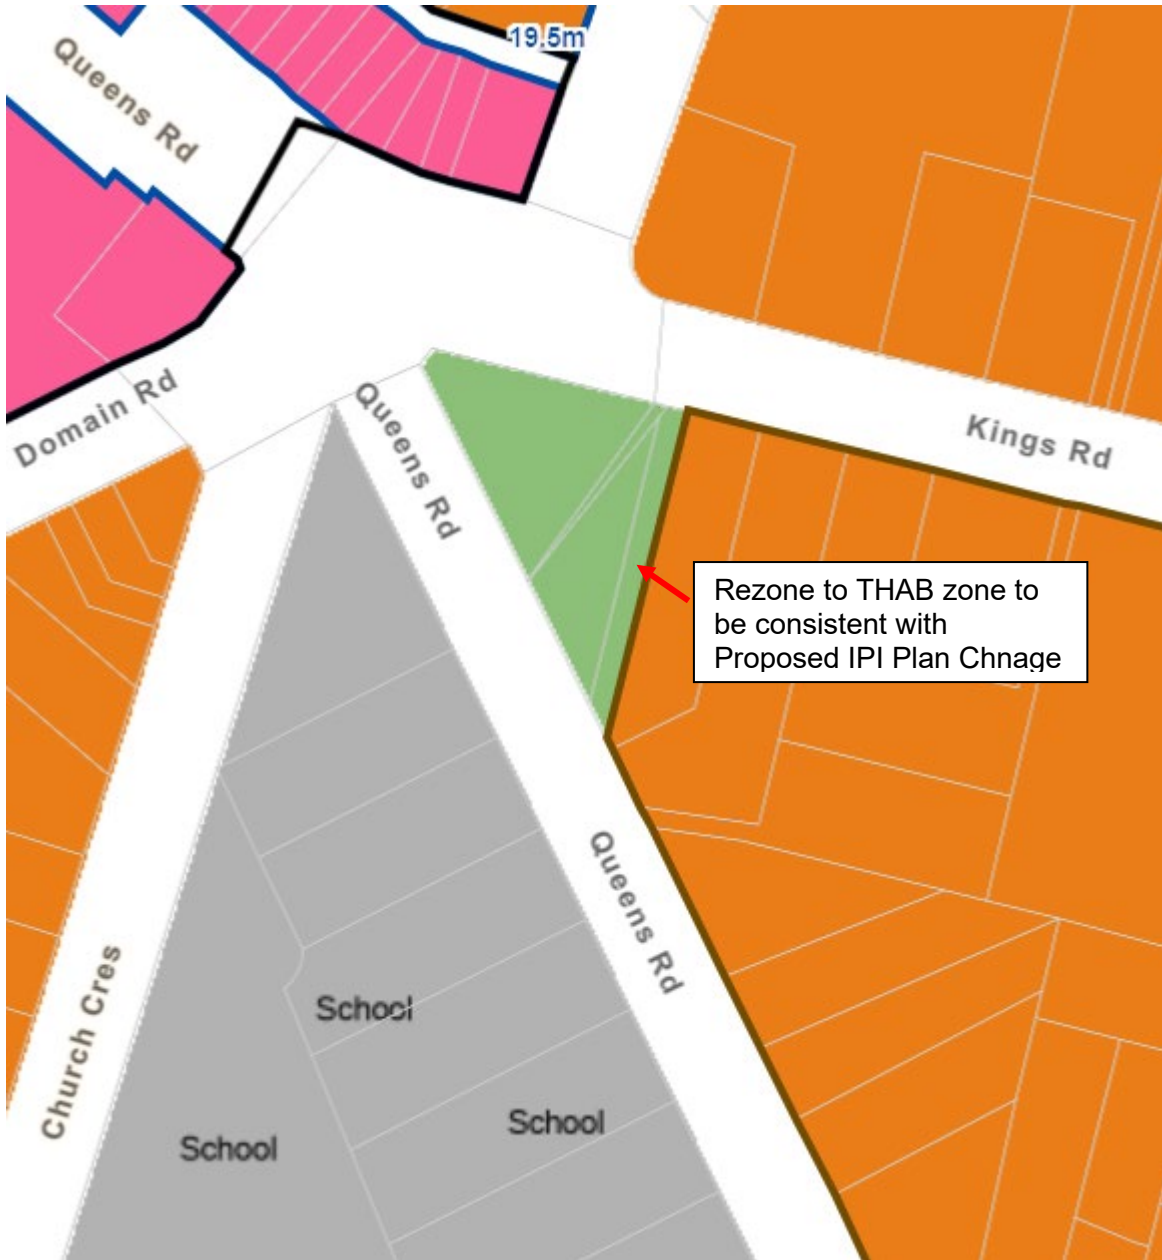 19.5m
Queens Rd
Domain Rd
Queens Rd
Kings Rd
Rezone to THAB zone to
be consistent with
Proposed IPI Plan Chnage
Queens Rd
Church Cres
School
School
School